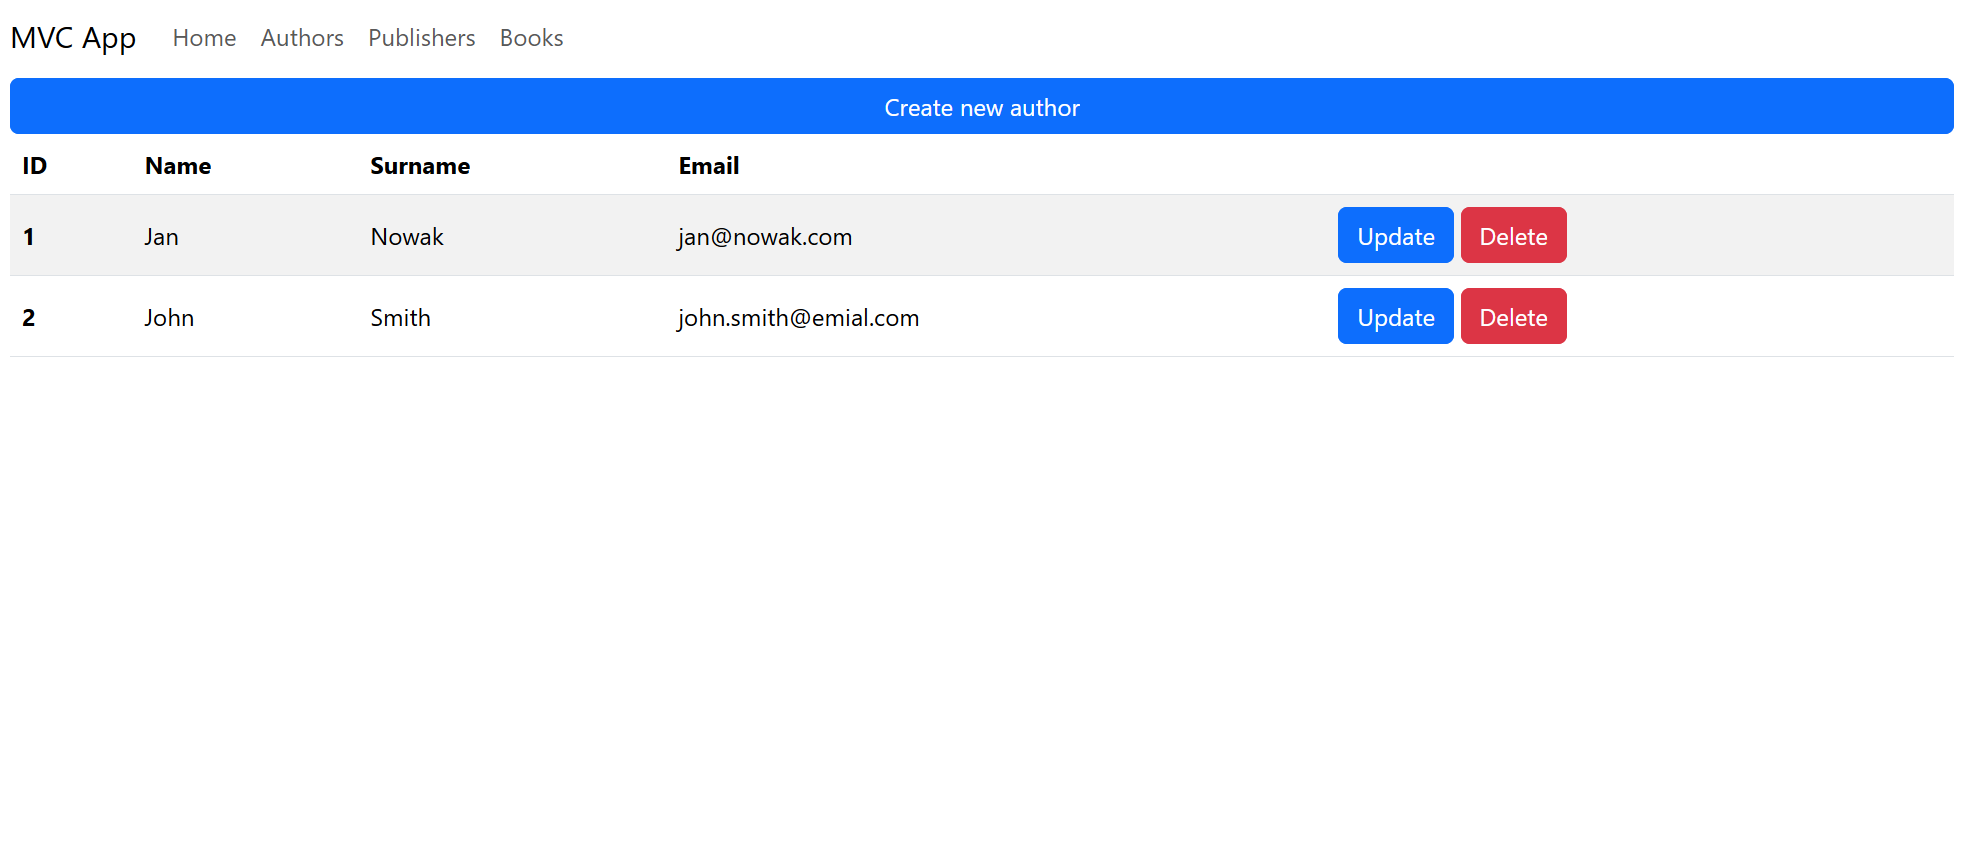 MVC App Home Authors Publishers Books
Create new author
ID Name Surname Email
1 Jan Nowak jan@nowak.com Update Delete
2 John Smith john.smith@emial.com Update Delete